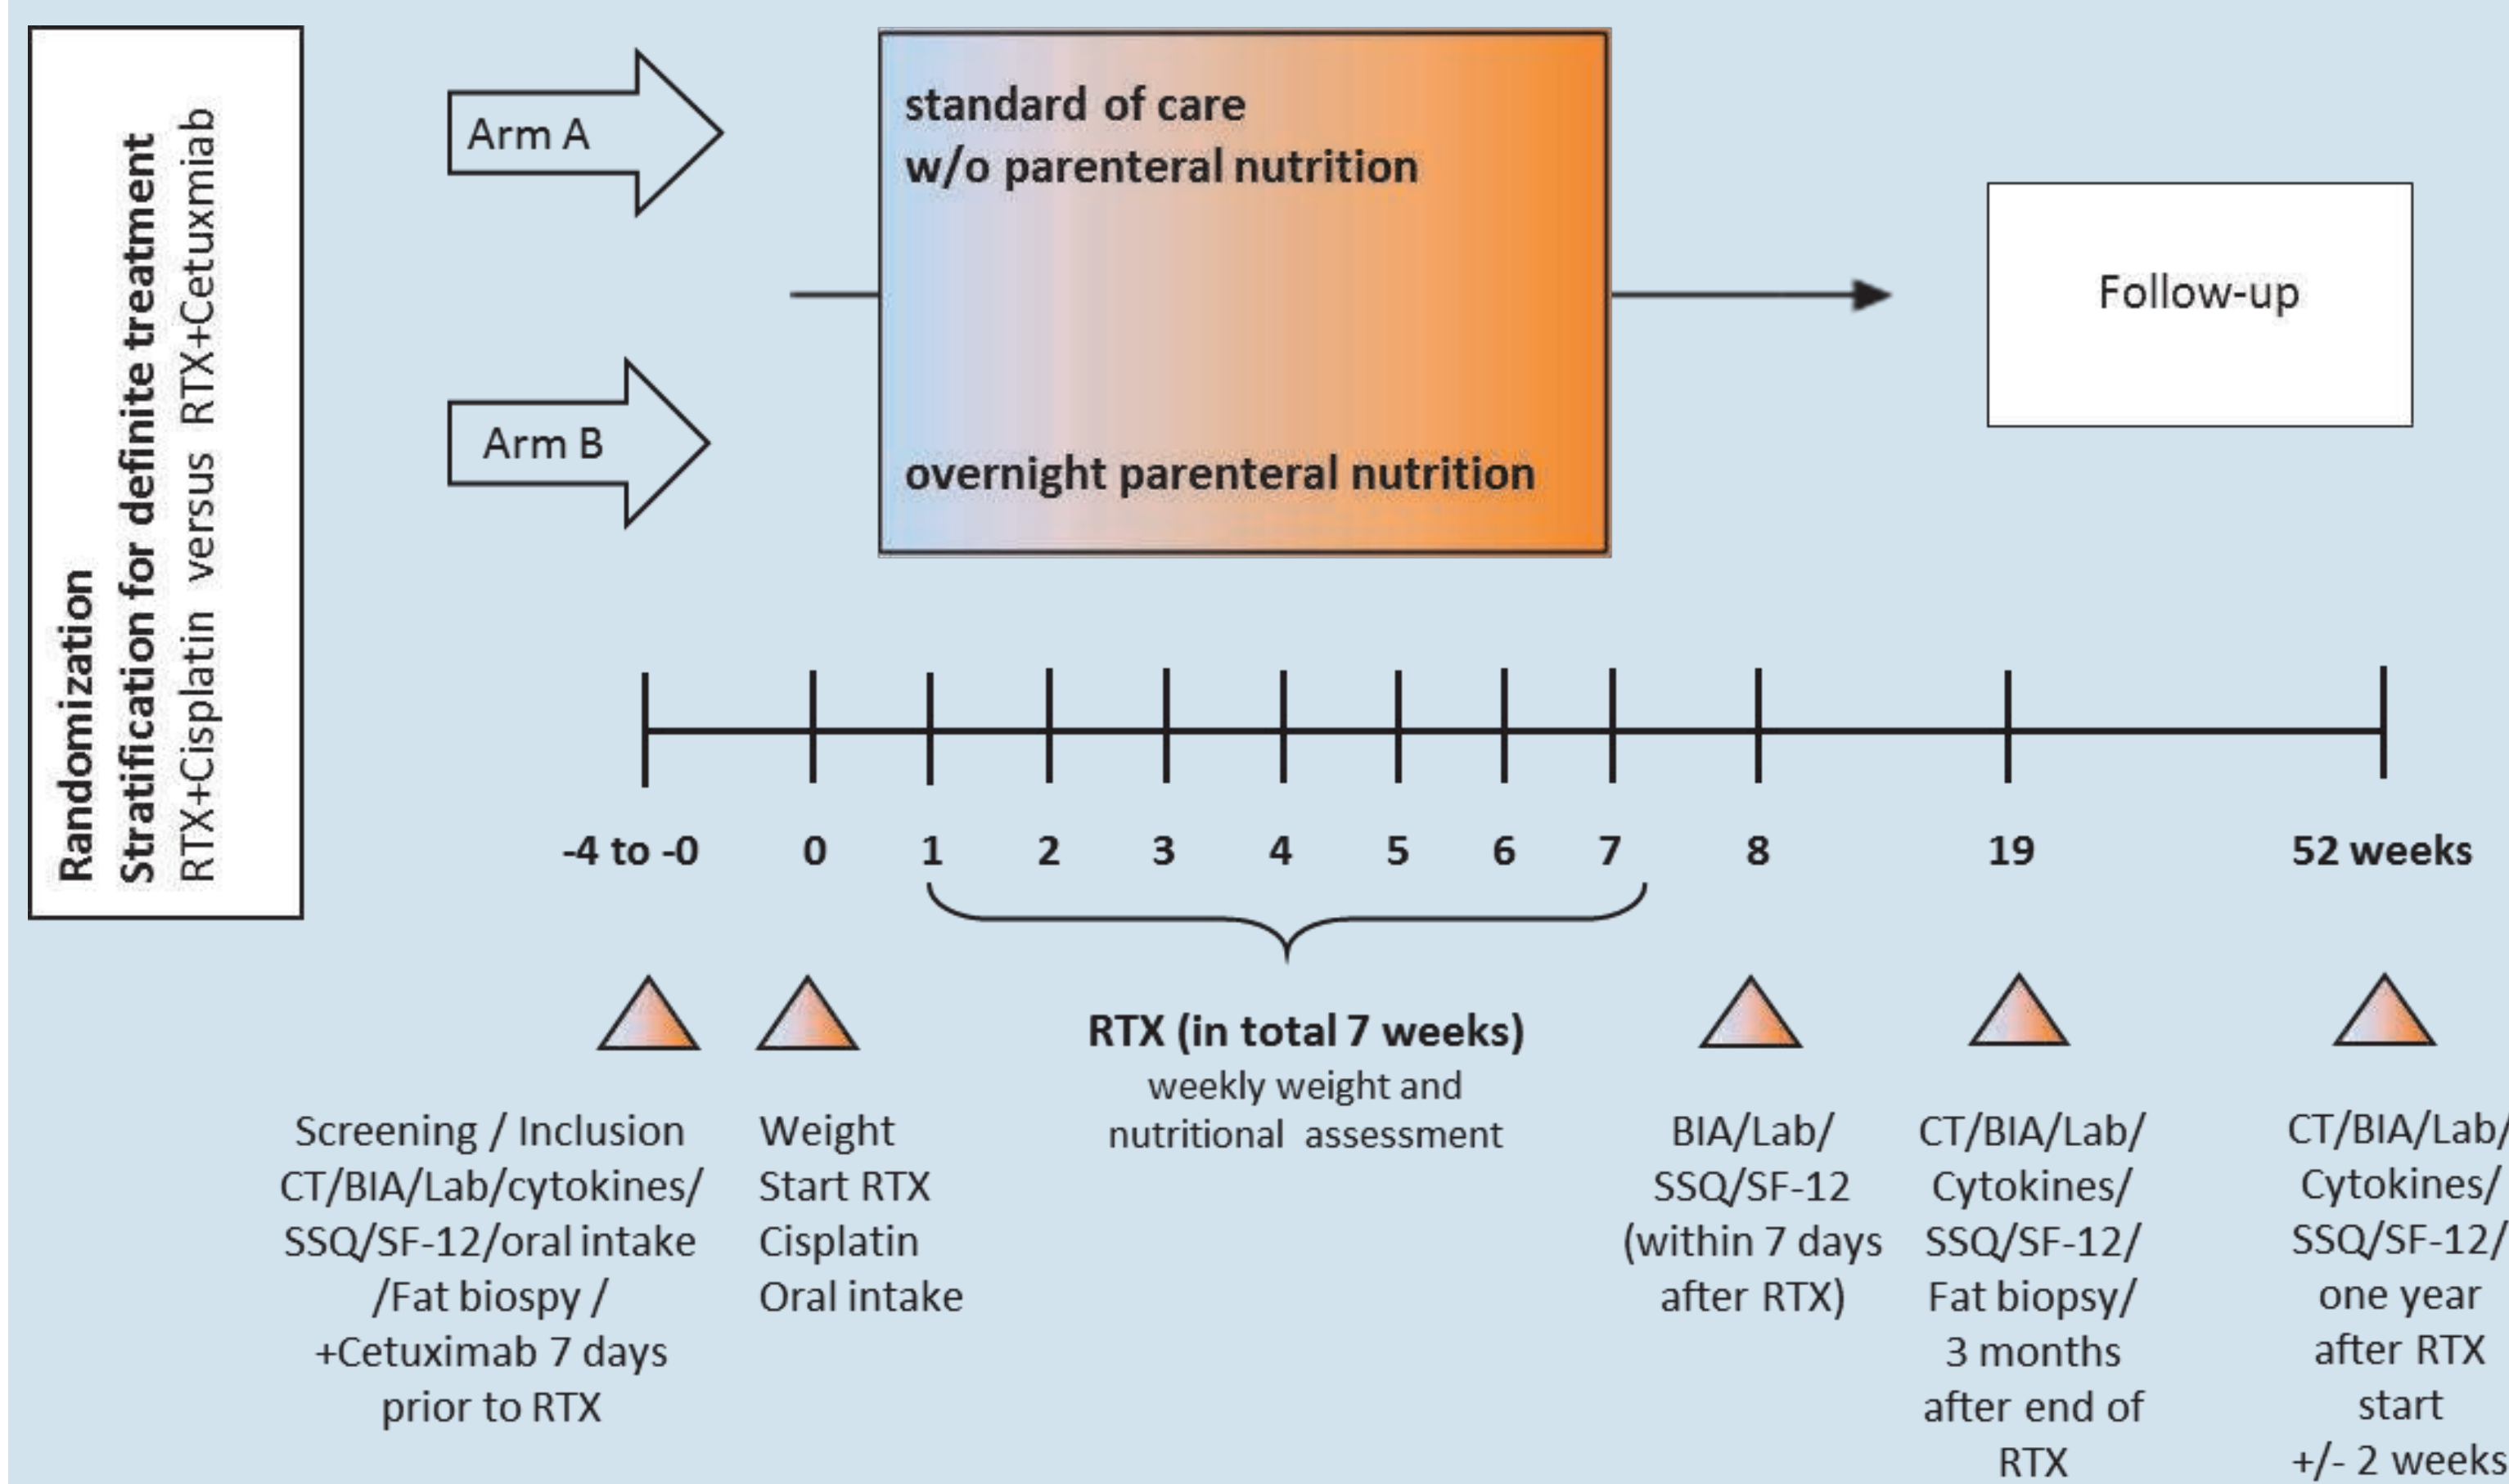 Randomization
Stratification for definite treatment
RTX+Cisplatin versus RTX+Cetuxmiab
Arm A
standard of care
w/o parenteral nutrition
Arm B
overnight parenteral nutrition
Follow-up
-4 to -0 0 1 2 3 4 5 6 7 8 19 52 weeks
Screening / Inclusion
CT/BIA/Lab/cytokines/
SSQ/SF-12/oral intake
/Fat biospy /
+Cetuximab 7 days
prior to RTX
Weight
Start RTX
Cisplatin
Oral intake
RTX (in total 7 weeks)
weekly weight and
nutritional assessment
BIA/Lab/
SSQ/SF-12
(within 7 days
after RTX)
CT/BIA/Lab/
Cytokines/
SSQ/SF-12/
Fat biopsy/
3 months
after end of
RTX
CT/BIA/Lab/
Cytokines/
SSQ/SF-12/
one year
after RTX
start
+/- 2 weeks